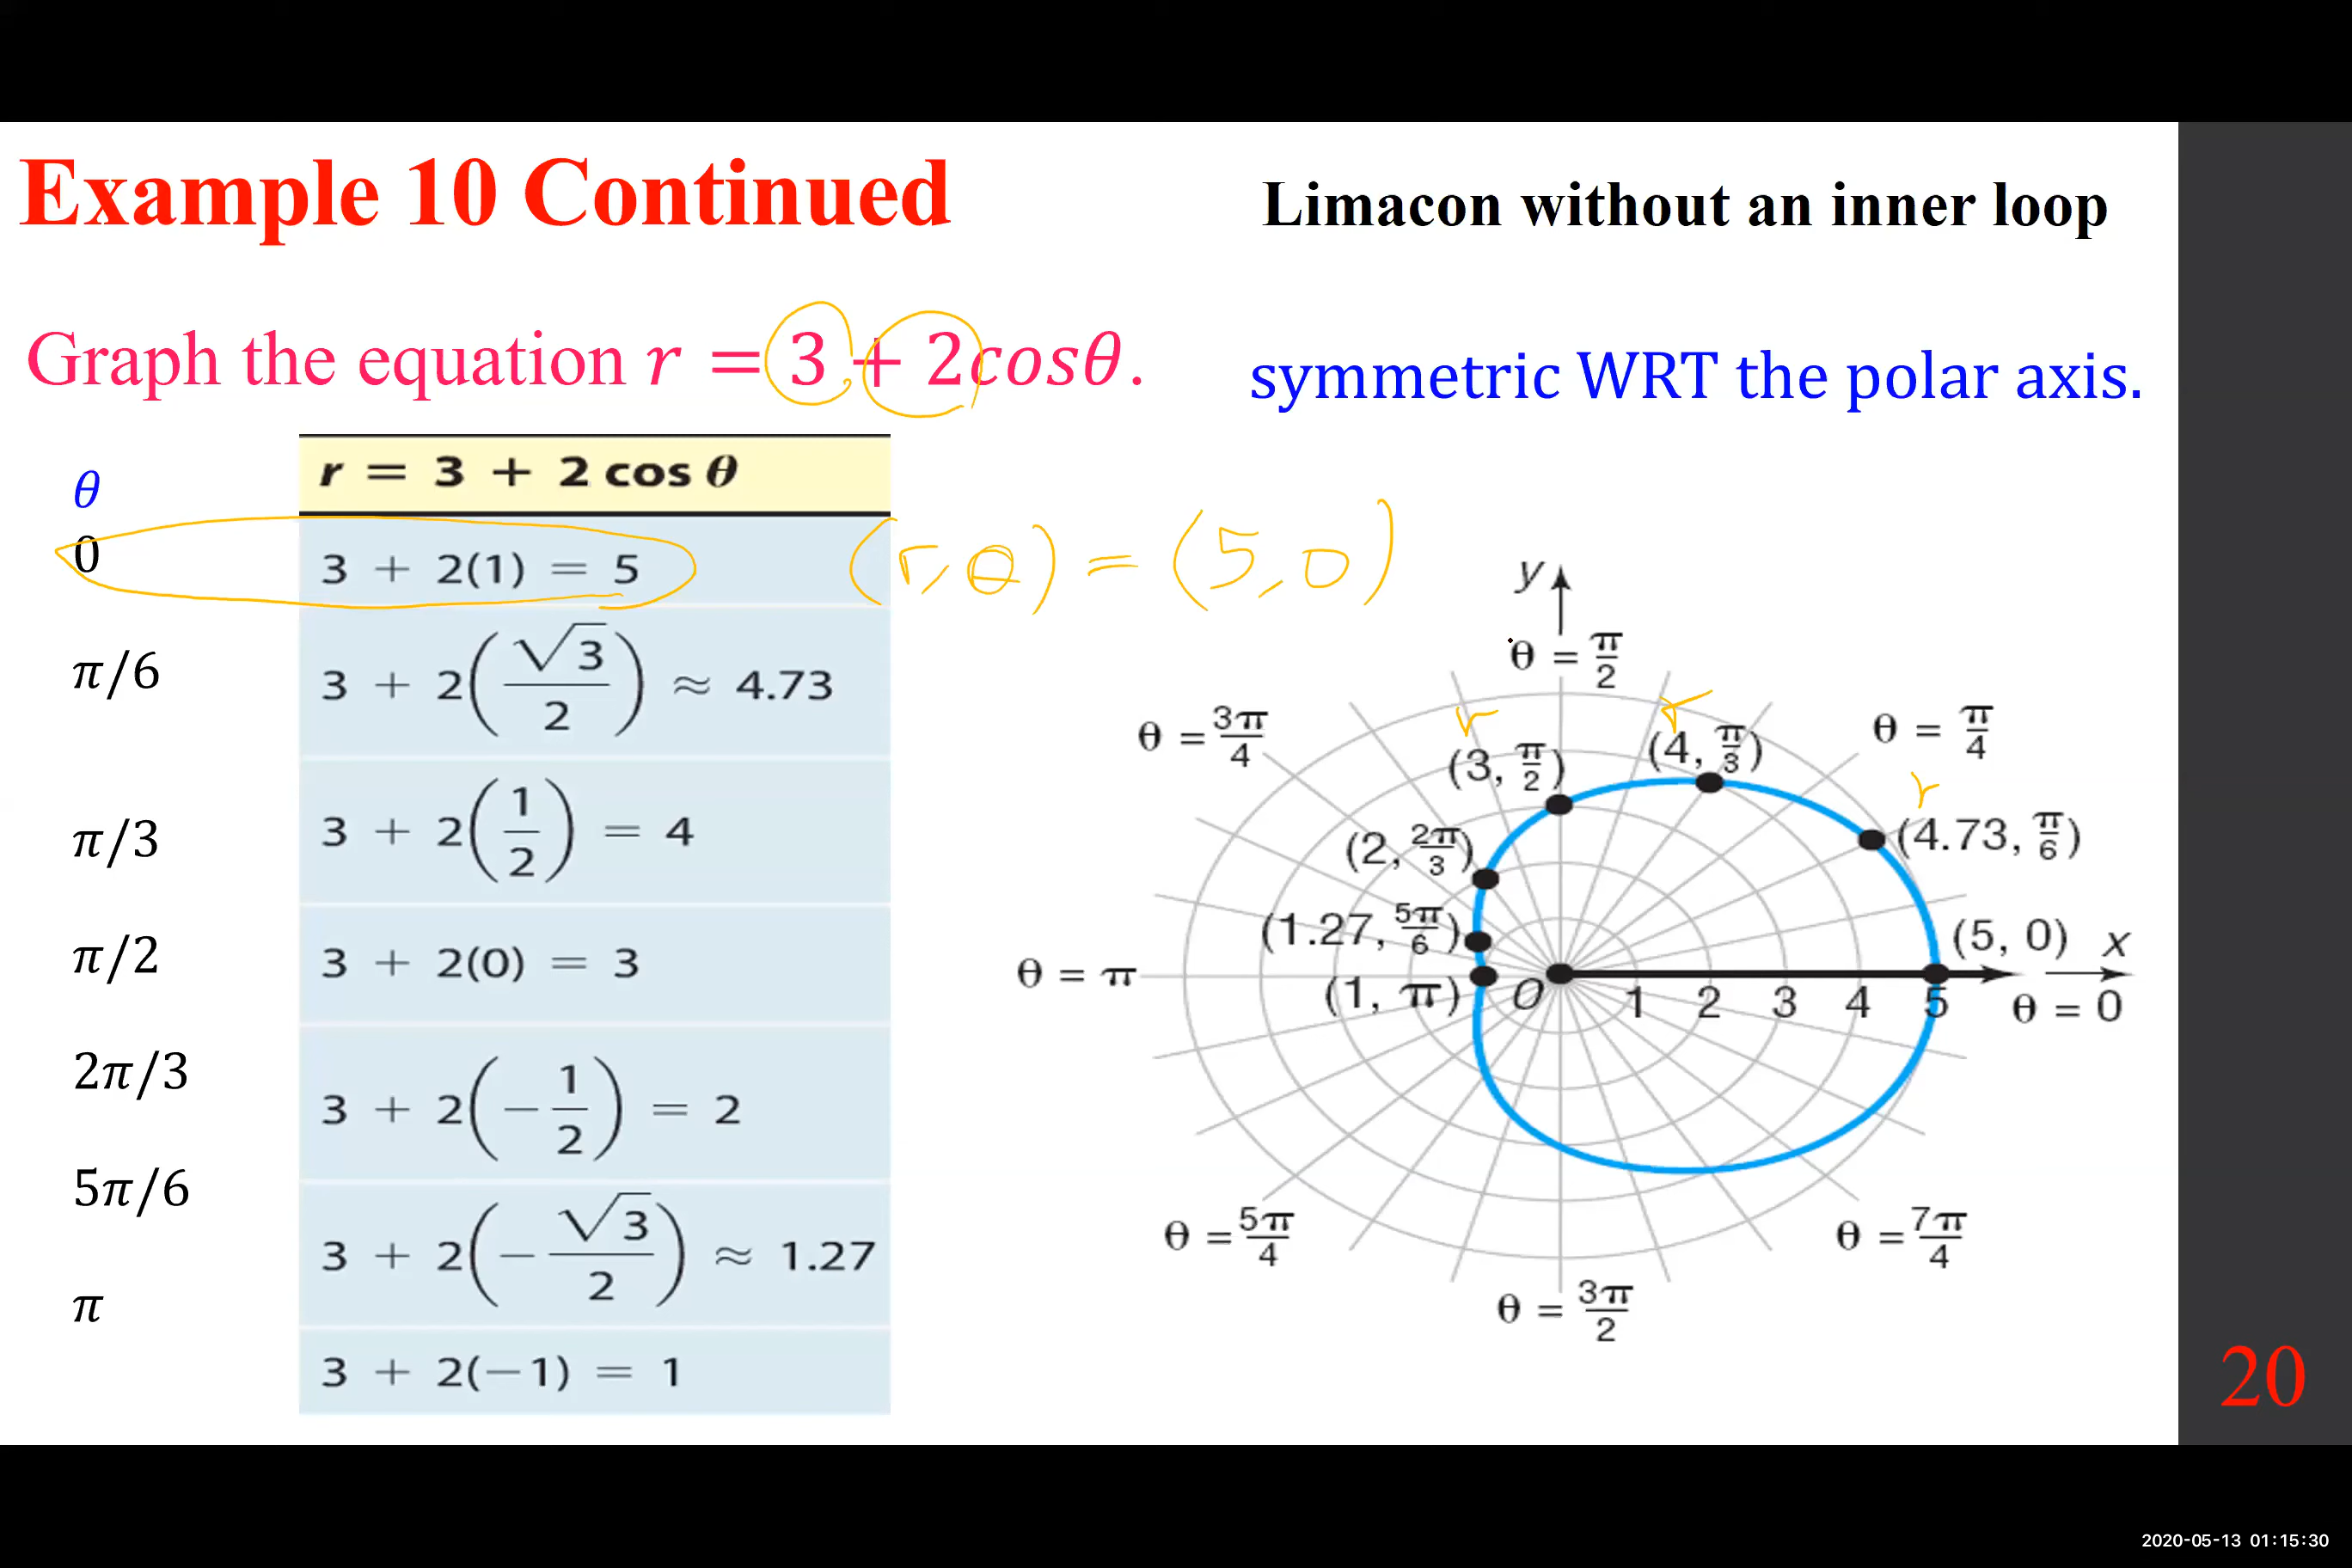 Example 10 Continued
Limacon without an inner loop
Graph the equation r = 3 + 2cosθ.
symmetric WRT the polar axis.
θ
r = 3 + 2 cos θ
0
3 + 2(1) = 5
(r, θ) = (5, 0)
π/6
3 + 2(√3/2) ≈ 4.73
π/3
3 + 2(1/2) = 4
π/2
3 + 2(0) = 3
2π/3
3 + 2(−1/2) = 2
5π/6
3 + 2(−√3/2) ≈ 1.27
π
3 + 2(−1) = 1
y
θ = π/2
θ = 3π/4
r
r
θ = π/4
(3, π/2)
(4, π/3)
r
(2, 2π/3)
(4.73, π/6)
(1.27, 5π/6)
(5, 0) x
θ = π
(1, π) O 1 2 3 4 5 θ = 0
θ = 5π/4
θ = 7π/4
θ = 3π/2
20
2020-05-13 01:15:30